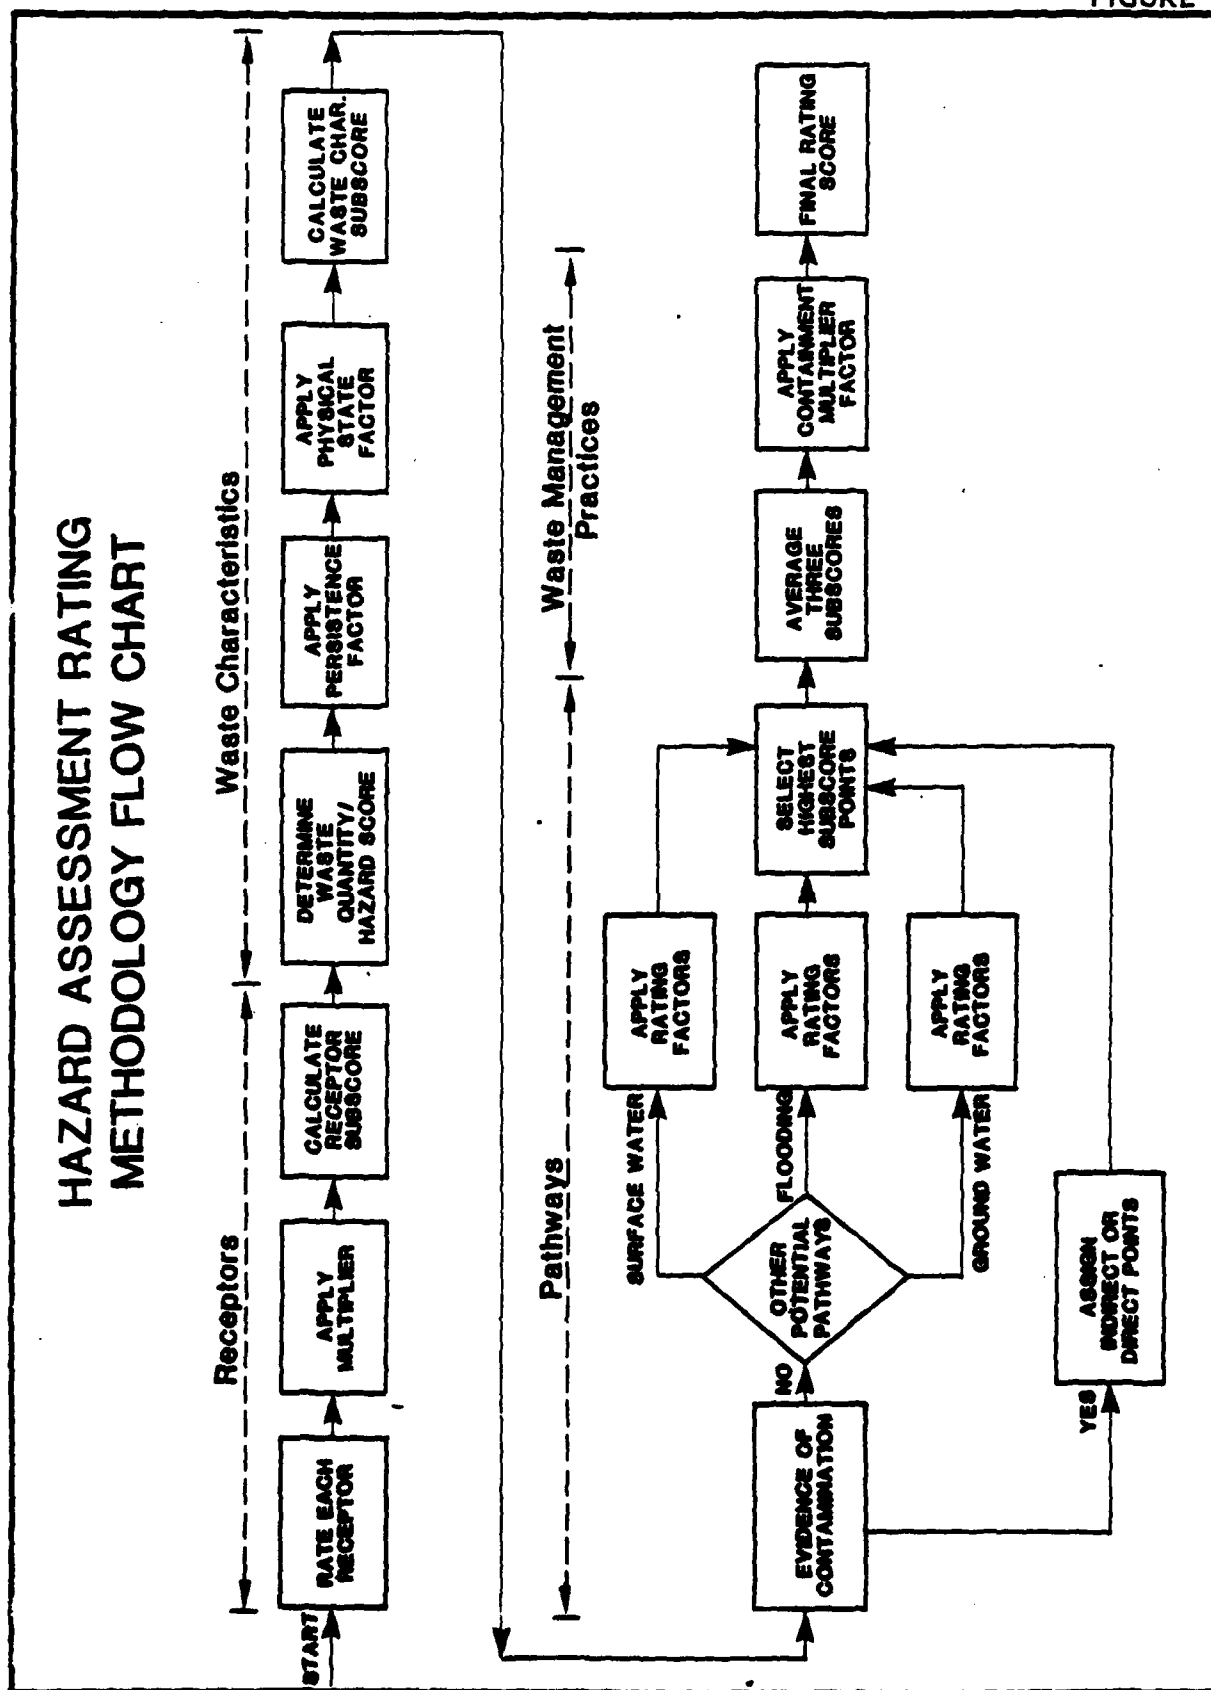 FIGURE
HAZARD ASSESSMENT RATING
METHODOLOGY FLOW CHART
Receptors
Waste Characteristics
START
RATE EACH
RECEPTOR
APPLY
MULTIPLIER
CALCULATE
RECEPTOR
SUBSCORE
DETERMINE
WASTE
QUANTITY/
HAZARD SCORE
APPLY
PERSISTENCE
FACTOR
APPLY
PHYSICAL
STATE
FACTOR
CALCULATE
WASTE CHAR.
SUBSCORE
Pathways
Waste Management
Practices
EVIDENCE OF
CONTAMINATION
NO
OTHER
POTENTIAL
PATHWAYS
SURFACE WATER
APPLY
RATING
FACTORS
FLOODING
APPLY
RATING
FACTORS
GROUND WATER
APPLY
RATING
FACTORS
YES
ASSIGN
INDIRECT OR
DIRECT POINTS
SELECT
HIGHEST
SUBSCORE
POINTS
AVERAGE
THREE
SUBSCORES
APPLY
CONTAINMENT
MULTIPLIER
FACTOR
FINAL RATING
SCORE